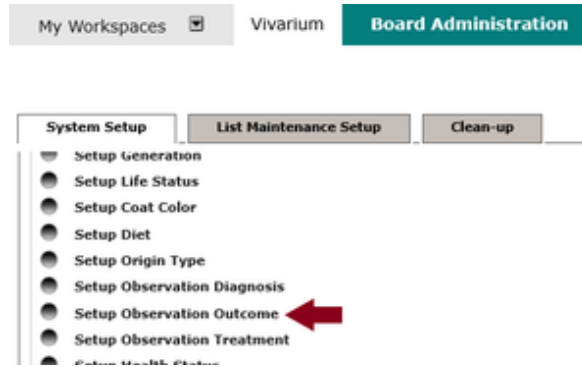 My Workspaces Vivarium Board Administration
System Setup List Maintenance Setup Clean-up
Setup Generation
Setup Life Status
Setup Coat Color
Setup Diet
Setup Origin Type
Setup Observation Diagnosis
Setup Observation Outcome
Setup Observation Treatment
Setup Health Status